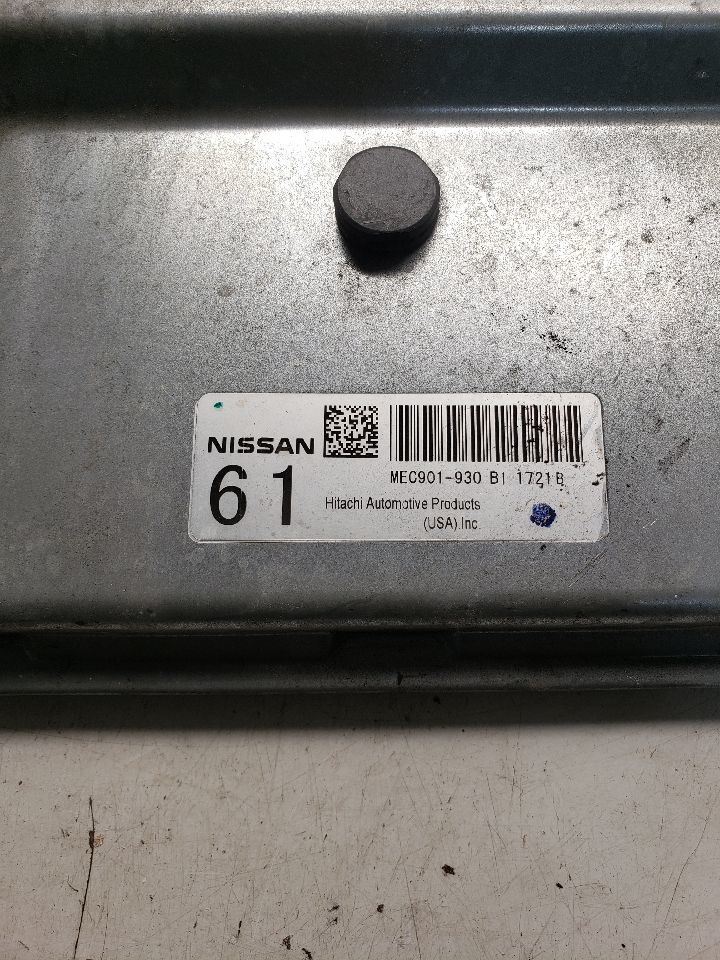 NISSAN
61
MEC901-930 B1 1721B
Hitachi Automotive Products
(USA).Inc.